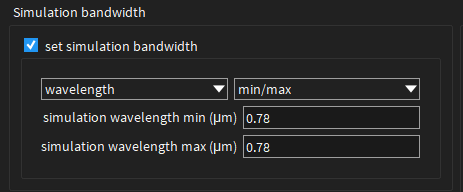 Simulation bandwidth
set simulation bandwidth
wavelength min/max
simulation wavelength min (μm) 0.78
simulation wavelength max (μm) 0.78